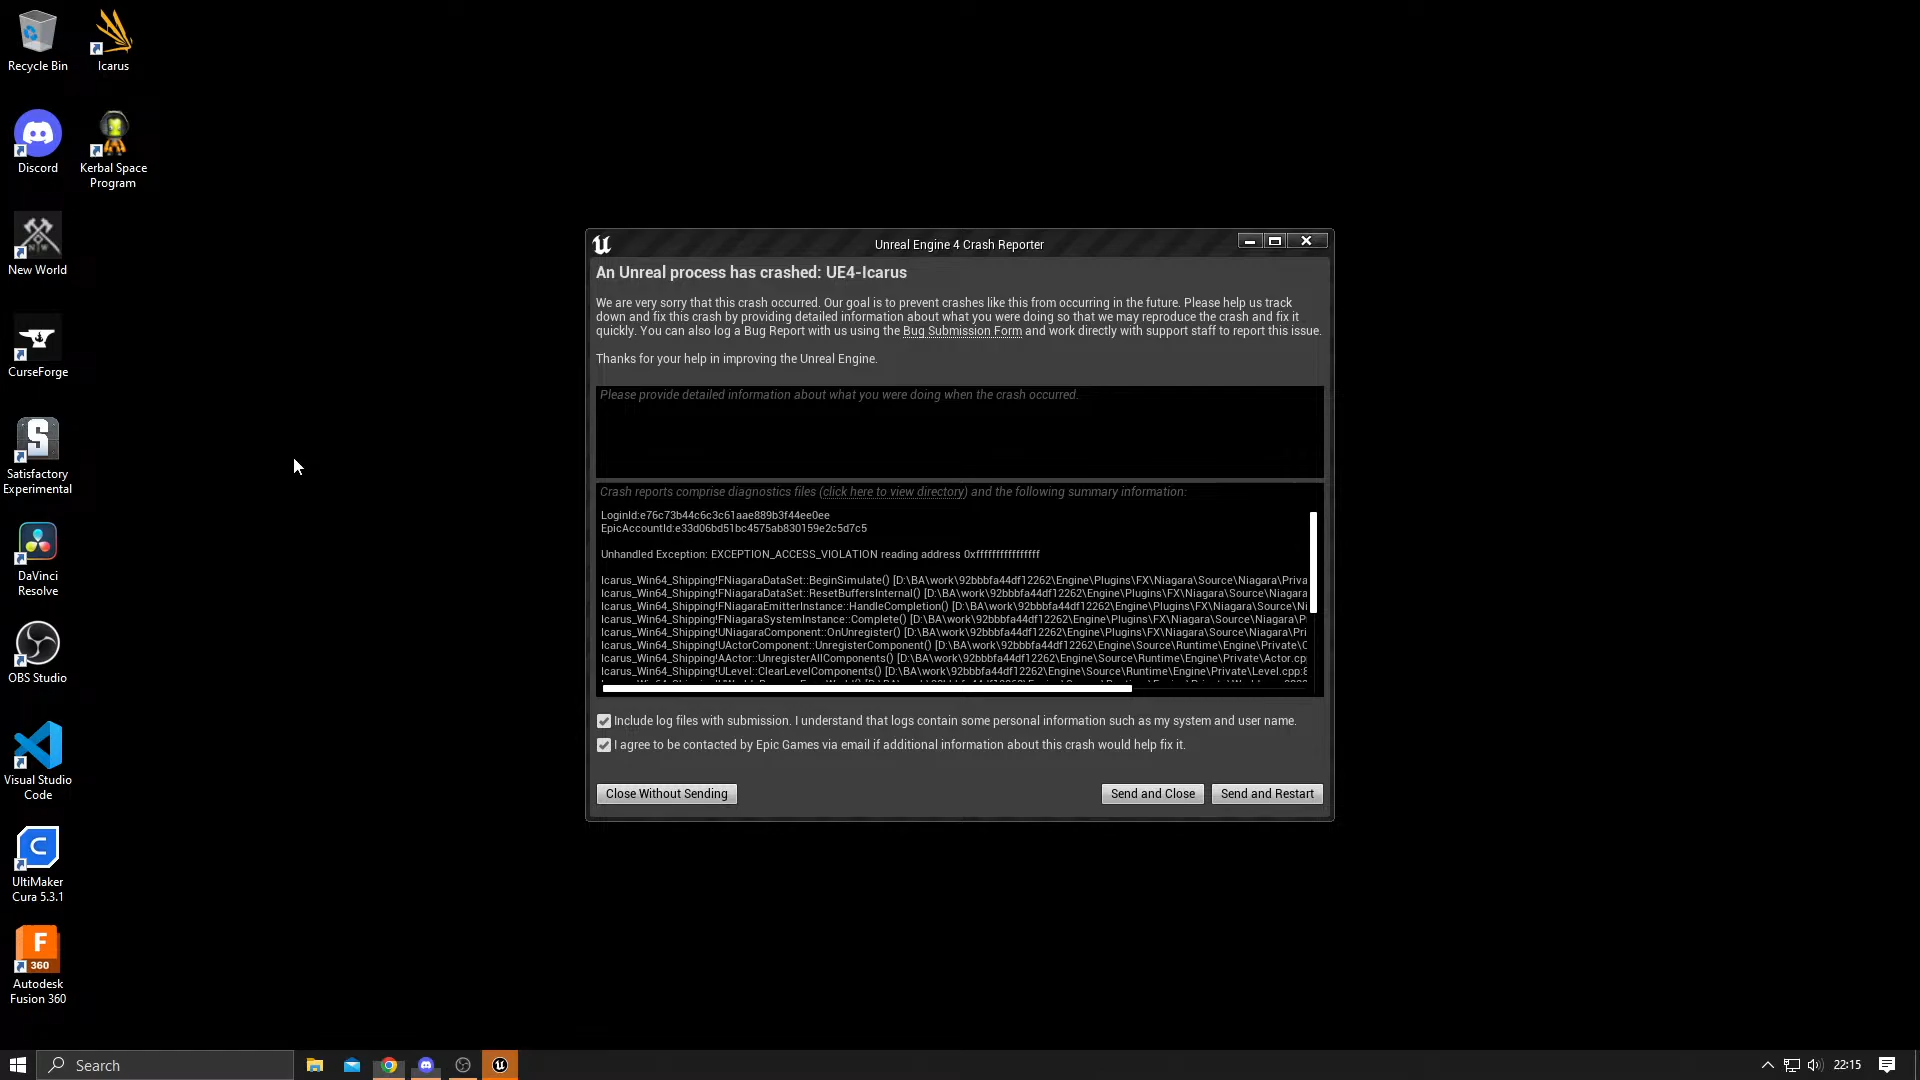 Recycle Bin
Icarus
Discord
Kerbal Space
Program
New World
CurseForge
Satisfactory
Experimental
DaVinci
Resolve
OBS Studio
Visual Studio
Code
UltiMaker
Cura 5.3.1
Autodesk
Fusion 360
Unreal Engine 4 Crash Reporter
An Unreal process has crashed: UE4-Icarus
We are very sorry that this crash occurred. Our goal is to prevent crashes like this from occurring in the future. Please help us track
down and fix this crash by providing detailed information about what you were doing so that we may reproduce the crash and fix it
quickly. You can also log a Bug Report with us using the Bug Submission Form and work directly with support staff to report this issue.
Thanks for your help in improving the Unreal Engine.
Please provide detailed information about what you were doing when the crash occurred.
Crash reports comprise diagnostics files (click here to view directory) and the following summary information:
LoginId:e76c73b44c6c3c61aae889b3f44ee0ee
EpicAccountId:e33d06bd51bc4575ab830159e2c5d7c5
Unhandled Exception: EXCEPTION_ACCESS_VIOLATION reading address 0xffffffffffffffff
Icarus_Win64_Shipping!FNiagaraDataSet::BeginSimulate() [D:\BA\work\92bbbfa44df12262\Engine\Plugins\FX\Niagara\Source\Niagara\Priva
Icarus_Win64_Shipping!FNiagaraDataSet::ResetBuffersInternal() [D:\BA\work\92bbbfa44df12262\Engine\Plugins\FX\Niagara\Source\Niagara
Icarus_Win64_Shipping!FNiagaraEmitterInstance::HandleCompletion() [D:\BA\work\92bbbfa44df12262\Engine\Plugins\FX\Niagara\Source\Ni
Icarus_Win64_Shipping!FNiagaraSystemInstance::Complete() [D:\BA\work\92bbbfa44df12262\Engine\Plugins\FX\Niagara\Source\Niagara\P
Icarus_Win64_Shipping!UNiagaraComponent::OnUnregister() [D:\BA\work\92bbbfa44df12262\Engine\Plugins\FX\Niagara\Source\Niagara\Pri
Icarus_Win64_Shipping!UActorComponent::UnregisterComponent() [D:\BA\work\92bbbfa44df12262\Engine\Source\Runtime\Engine\Private\C
Icarus_Win64_Shipping!AActor::UnregisterAllComponents() [D:\BA\work\92bbbfa44df12262\Engine\Source\Runtime\Engine\Private\Actor.cp
Icarus_Win64_Shipping!ULevel::ClearLevelComponents() [D:\BA\work\92bbbfa44df12262\Engine\Source\Runtime\Engine\Private\Level.cpp:8
Include log files with submission. I understand that logs contain some personal information such as my system and user name.
I agree to be contacted by Epic Games via email if additional information about this crash would help fix it.
Close Without Sending
Send and Close
Send and Restart
Search
22:15